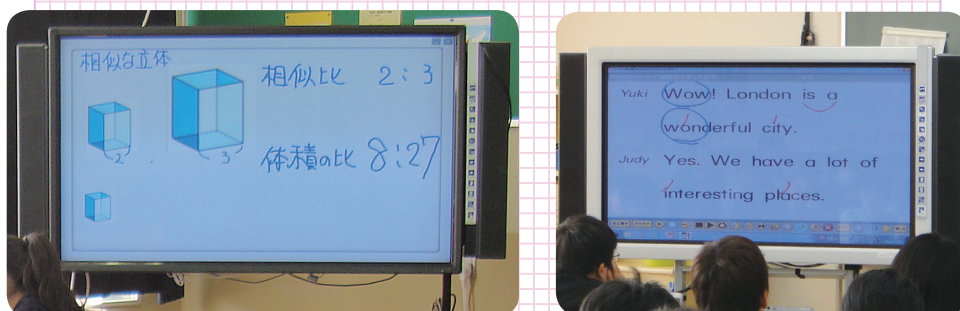 相似な立体
相似比 2:3
2
3
体積の比 8:27
Yuki Wow! London is a
wonderful city.
Judy Yes. We have a lot of
interesting places.